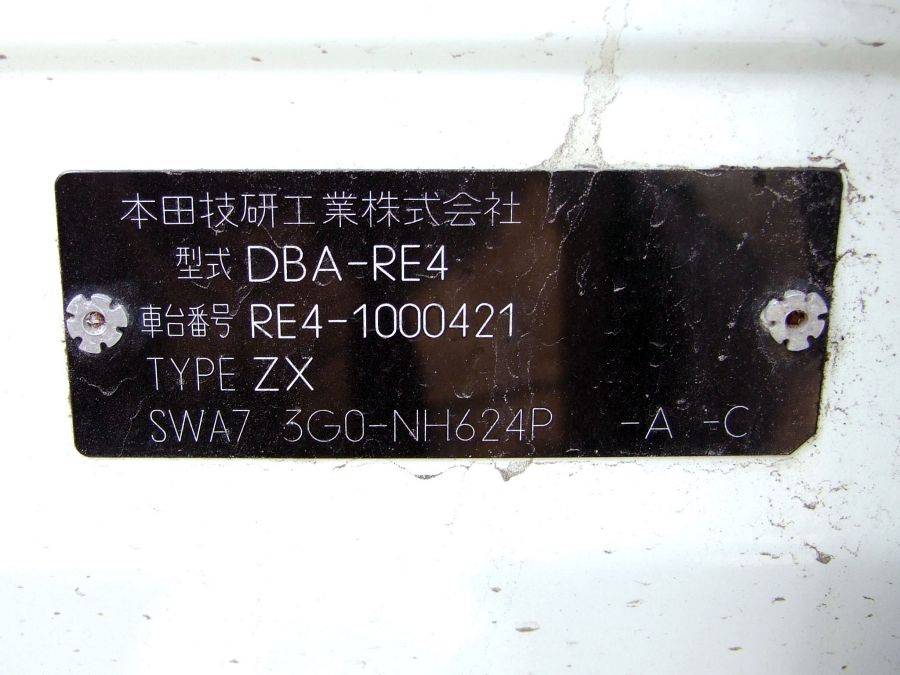 本田技研工業株式会社
型式 DBA-RE4
車台番号 RE4-1000421
TYPE ZX
SWA7 3G0-NH624P -A -C